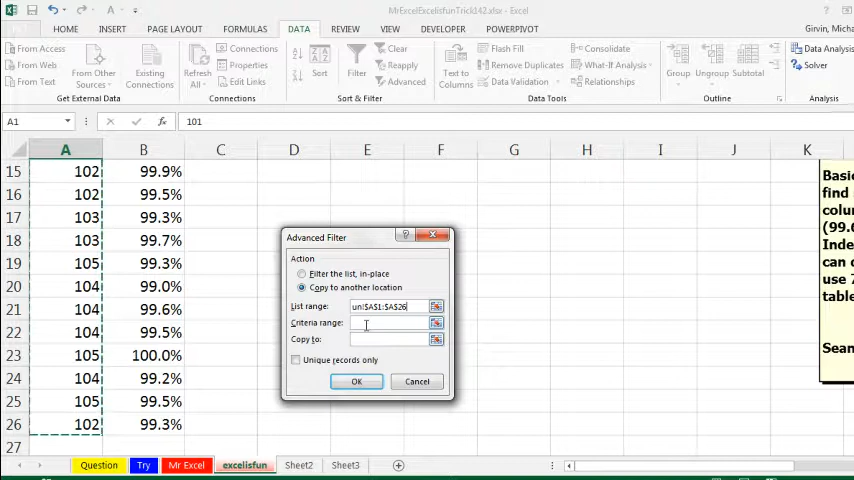 MrExcelExcelisfunTrick142.xlsx - Excel
HOME INSERT PAGE LAYOUT FORMULAS DATA REVIEW VIEW DEVELOPER POWERPIVOT Girvin, Micha
From Access
From Web
From Text
From Other Sources
Existing Connections
Get External Data
Refresh All
Connections
Properties
Edit Links
Connections
Sort
Filter
Clear
Reapply
Advanced
Sort & Filter
Text to Columns
Flash Fill
Remove Duplicates
Data Validation
Consolidate
What-If Analysis
Relationships
Data Tools
Group
Ungroup
Subtotal
Outline
Data Analysis
Solver
Analysis
A1 fx 101
A B C D E F G H I J K
15 102 99.9%
16 102 99.5%
17 103 99.3%
18 103 99.7%
19 105 99.3%
20 104 99.0%
21 104 99.6%
22 104 99.5%
23 105 100.0%
24 104 99.2%
25 105 99.5%
26 102 99.3%
27
Advanced Filter
Action
Filter the list, in-place
Copy to another location
List range: un!$A$1:$A$26
Criteria range:
Copy to:
Unique records only
OK Cancel
Basic
find
colum
(99.6
Inde
can
use 7
table
Sean
Question Try Mr Excel excelisfun Sheet2 Sheet3